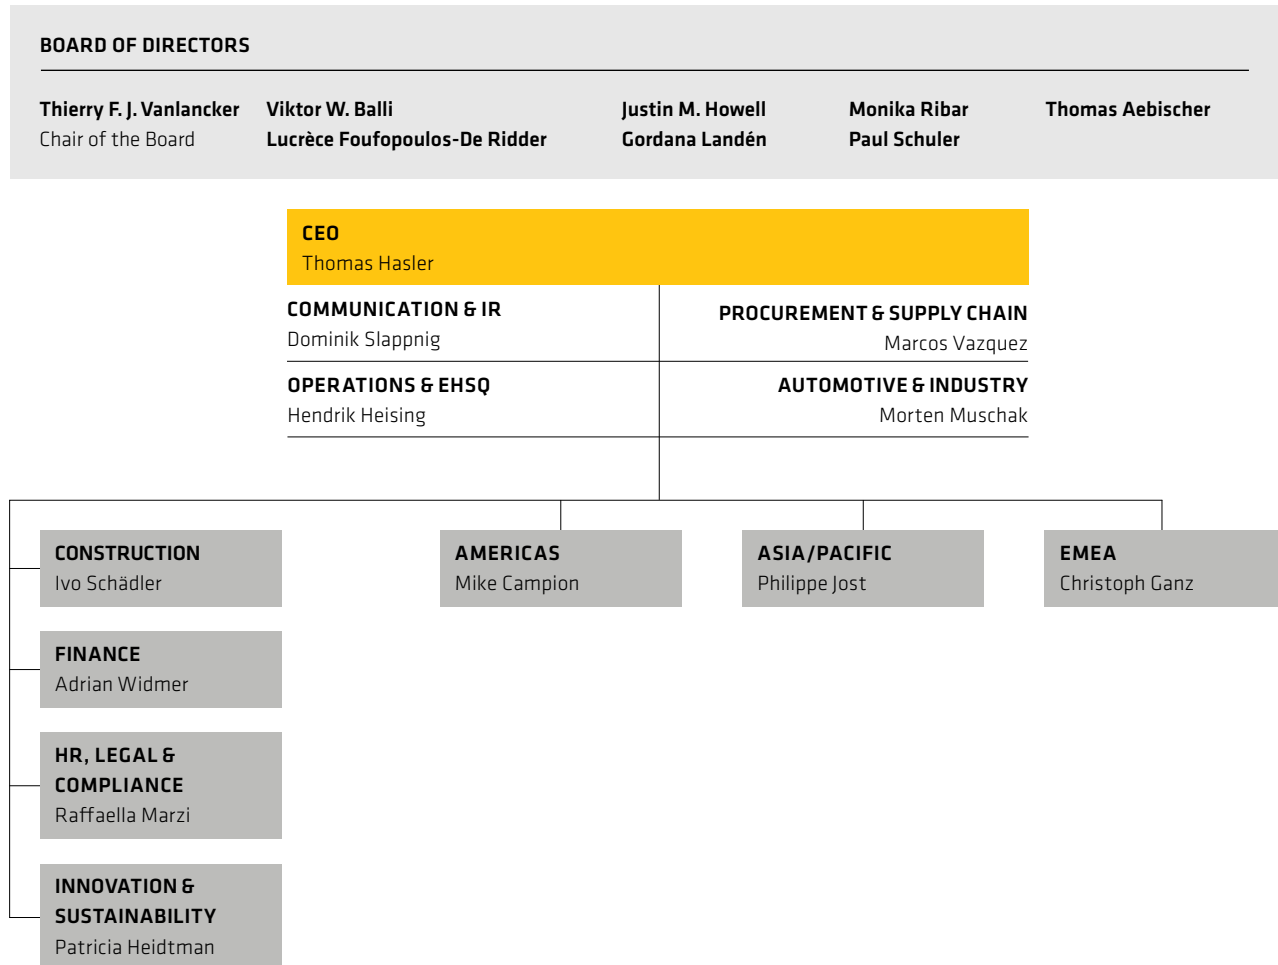 BOARD OF DIRECTORS
Thierry F. J. Vanlancker
Chair of the Board
Viktor W. Balli
Lucrèce Foufopoulos-De Ridder
Justin M. Howell
Gordana Landén
Monika Ribar
Paul Schuler
Thomas Aebischer
CEO
Thomas Hasler
COMMUNICATION & IR
Dominik Slappnig
PROCUREMENT & SUPPLY CHAIN
Marcos Vazquez
OPERATIONS & EHSQ
Hendrik Heising
AUTOMOTIVE & INDUSTRY
Morten Muschak
CONSTRUCTION
Ivo Schädler
AMERICAS
Mike Campion
ASIA/PACIFIC
Philippe Jost
EMEA
Christoph Ganz
FINANCE
Adrian Widmer
HR, LEGAL &
COMPLIANCE
Raffaella Marzi
INNOVATION &
SUSTAINABILITY
Patricia Heidtman